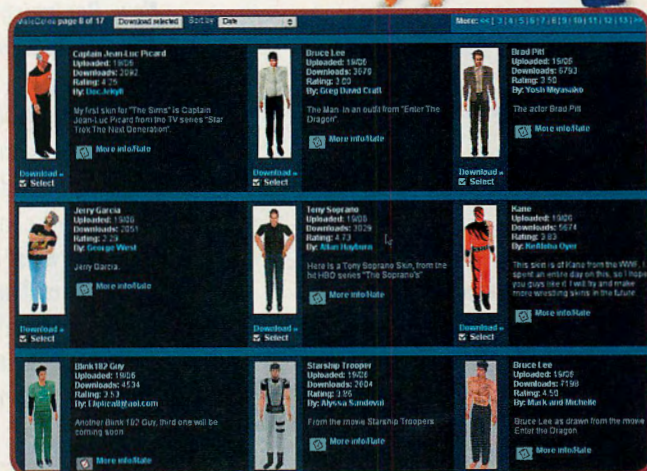 page 8 of 17 Download selected Sort by Date More: << | 3 | 4 | 5 | 6 | 7 | 8 | 9 | 10 | 11 | 12 | 13 | >>
Captain Jean-Luc Picard
Uploaded: 19/06
Downloads: 2092
Rating: 4.25
By: Doc Jekyll
My first skin for "The Sims" is Captain
Jean-Luc Picard from the TV series "Star
Trek The Next Generation".
More info/Rate
Download »
Select
Bruce Lee
Uploaded: 19/06
Downloads: 3679
Rating: 3.00
By: Greg David Craft
The Man. In an outfit from "Enter The
Dragon".
More info/Rate
Download »
Select
Brad Pitt
Uploaded: 19/06
Downloads: 6793
Rating: 3.50
By: Yosh Miyasako
The actor Brad Pitt
More info/Rate
Download »
Select
Jerry Garcia
Uploaded: 19/06
Downloads: 2051
Rating: 2.29
By: George West
Jerry Garcia.
More info/Rate
Download »
Select
Tony Soprano
Uploaded: 19/06
Downloads: 3029
Rating: 4.73
By: Allan Hayburn
Here is a Tony Soprano Skin, from the
hit HBO series "The Soprano's"
More info/Rate
Download »
Select
Kane
Uploaded: 19/06
Downloads: 5674
Rating: 3.83
By: Oyer
This skin is of Kane from the WWF, I
spent an entire day on this, so I hope
you guys like it. I will try and make
more wrestling skins in the future.
More info/Rate
Download »
Select
Blink 182 Guy
Uploaded: 19/06
Downloads: 4534
Rating: 3.53
By:
Another Blink 182 Guy, third one will be
coming soon
More info/Rate
Starship Trooper
Uploaded: 19/06
Downloads: 2604
Rating: 3.86
By: Alyssa Sandoval
From the movie Starship Troopers.
More info/Rate
Bruce Lee
Uploaded: 19/06
Downloads: 7198
Rating: 4.50
By: Mark and Michelle
Bruce Lee as drawn from the movie
Enter the Dragon.
More info/Rate